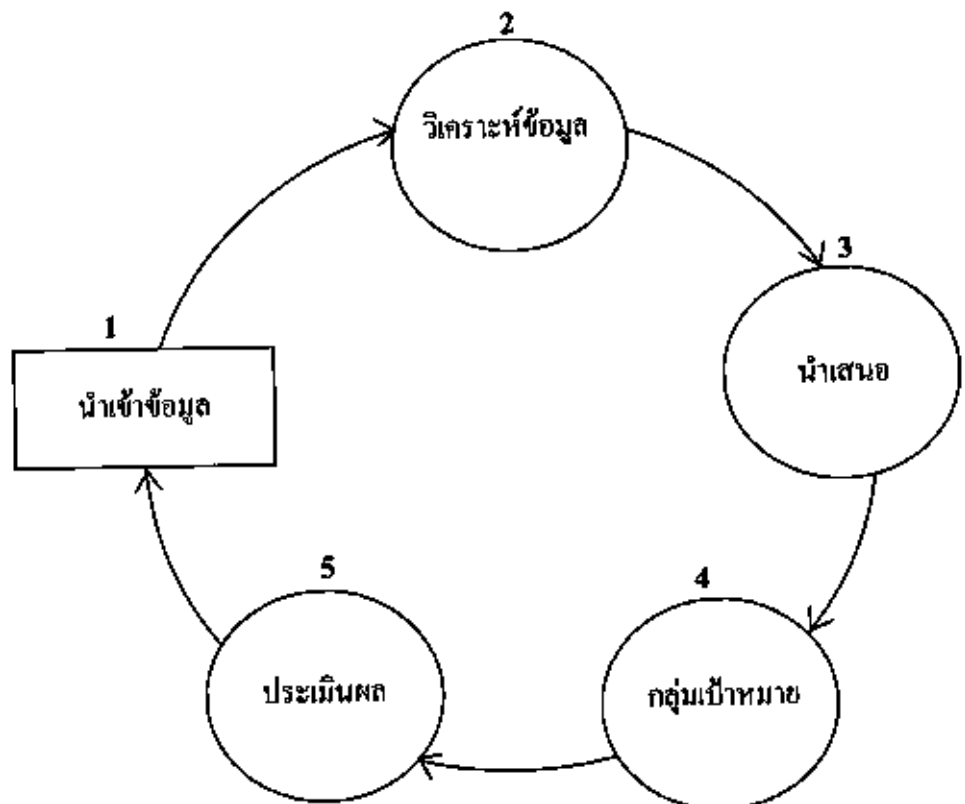 1
นำเข้าข้อมูล
2
วิเคราะห์ข้อมูล
3
นำเสนอ
4
กลุ่มเป้าหมาย
5
ประเมินผล